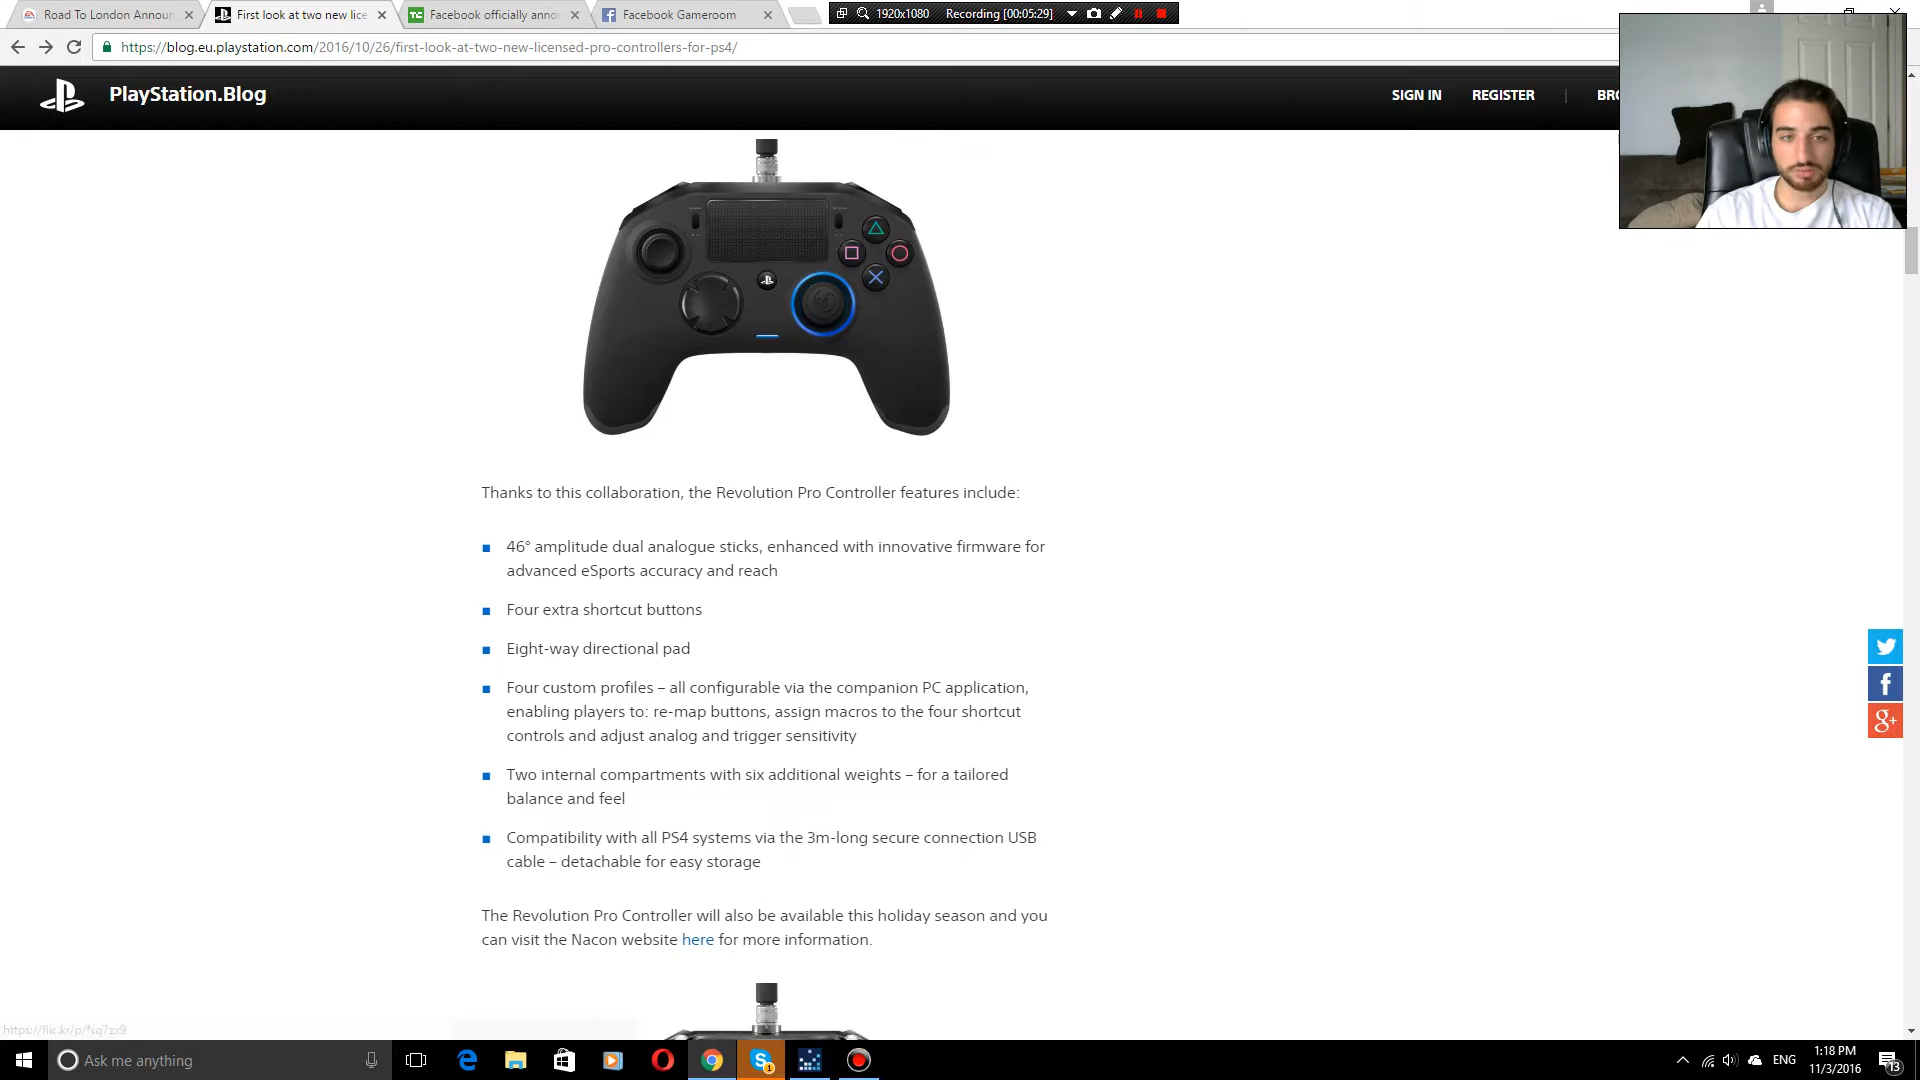 Road To London Announ
First look at two new lice
Facebook officially annou
Facebook Gameroom
1920x1080
Recording [00:05:29]
https://blog.eu.playstation.com/2016/10/26/first-look-at-two-new-licensed-pro-controllers-for-ps4/
PlayStation.Blog
SIGN IN
REGISTER
BRO
Thanks to this collaboration, the Revolution Pro Controller features include:
46° amplitude dual analogue sticks, enhanced with innovative firmware for
advanced eSports accuracy and reach
Four extra shortcut buttons
Eight-way directional pad
Four custom profiles – all configurable via the companion PC application,
enabling players to: re-map buttons, assign macros to the four shortcut
controls and adjust analog and trigger sensitivity
Two internal compartments with six additional weights – for a tailored
balance and feel
Compatibility with all PS4 systems via the 3m-long secure connection USB
cable – detachable for easy storage
The Revolution Pro Controller will also be available this holiday season and you
can visit the Nacon website here for more information.
https://flic.kr/p/Nq7zx9
Ask me anything
ENG
1:18 PM
11/3/2016
13